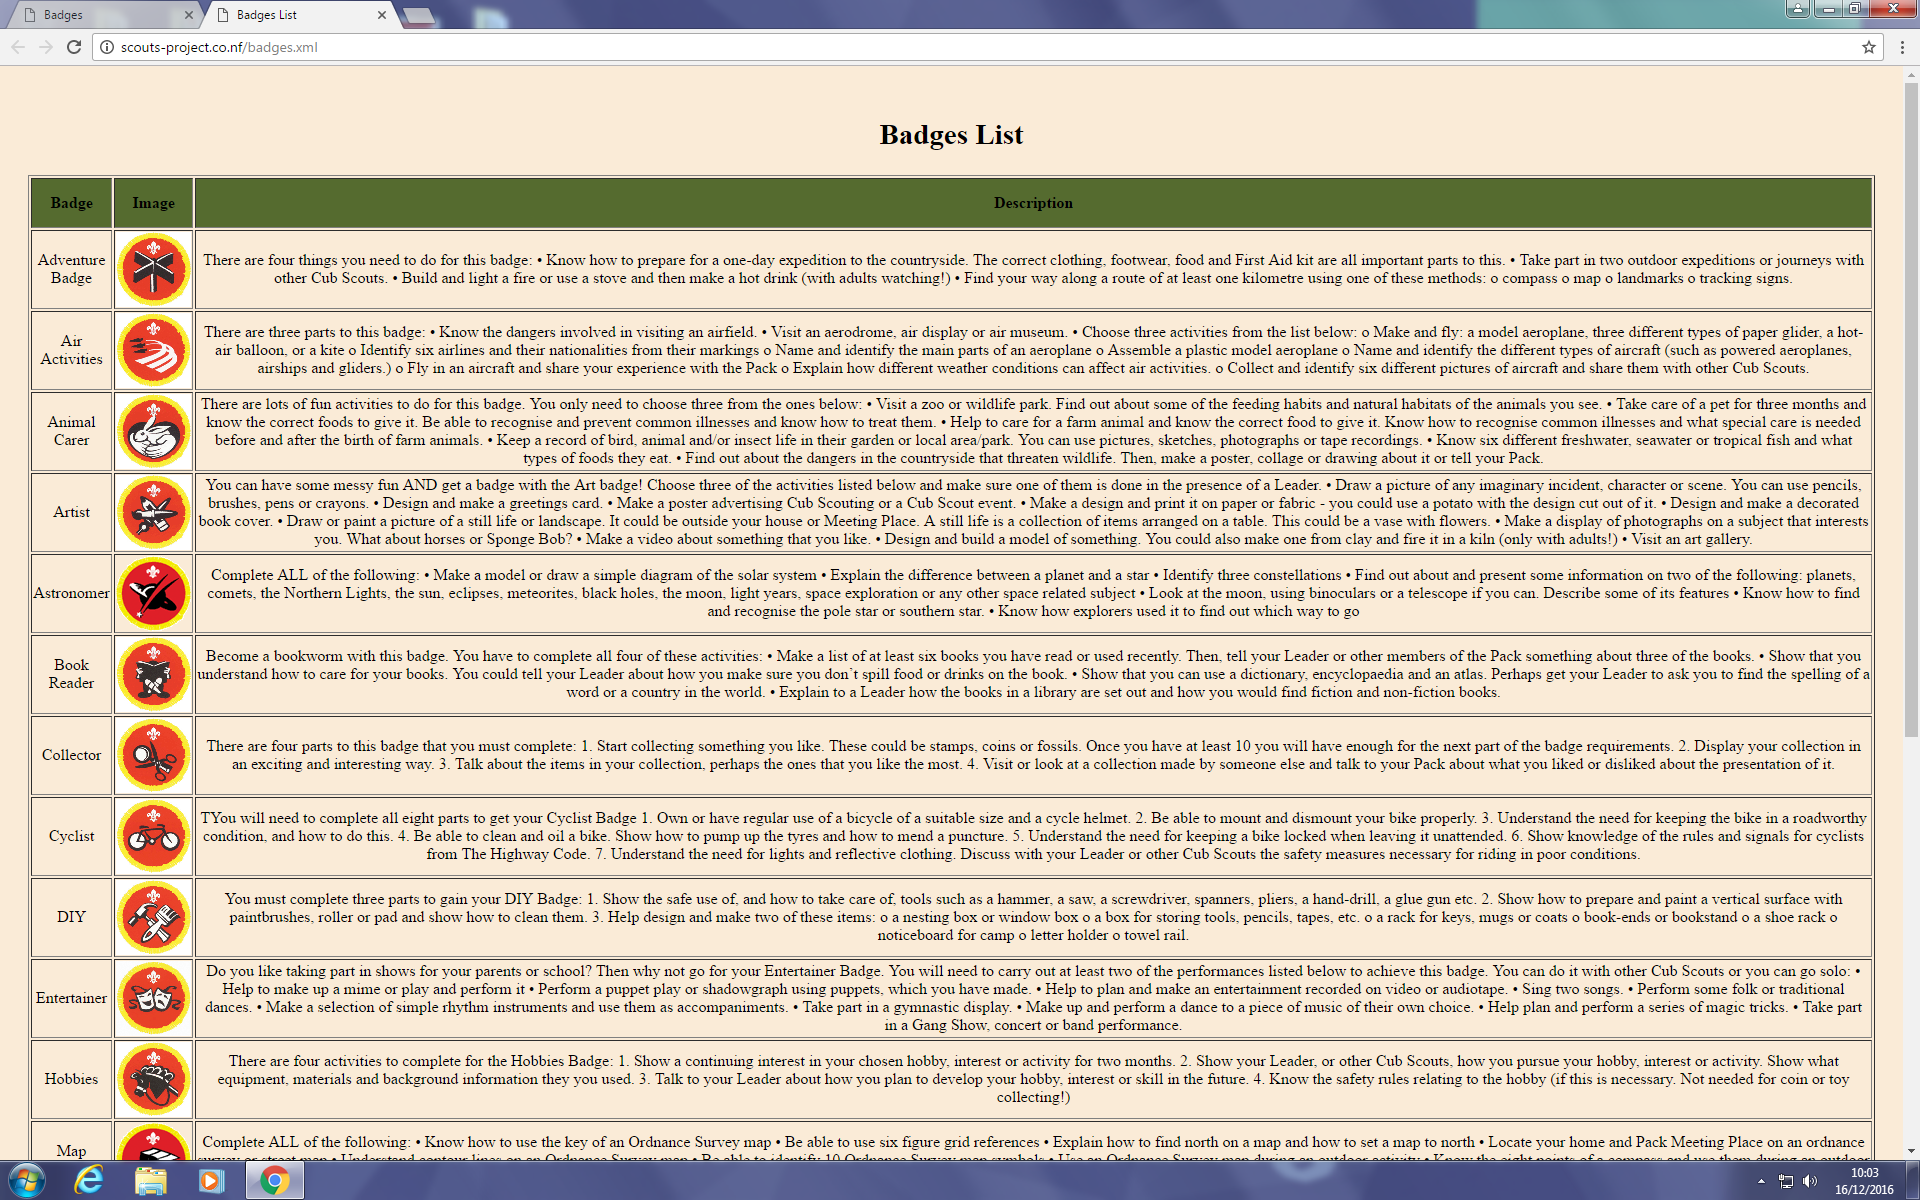 Badges
Badges List
scouts-project.co.nf/badges.xml
Badges List
Badge Image Description
Adventure Badge
There are four things you need to do for this badge: • Know how to prepare for a one-day expedition to the countryside. The correct clothing, footwear, food and First Aid kit are all important parts to this. • Take part in two outdoor expeditions or journeys with
other Cub Scouts. • Build and light a fire or use a stove and then make a hot drink (with adults watching!) • Find your way along a route of at least one kilometre using one of these methods: o compass o map o landmarks o tracking signs.
Air Activities
There are three parts to this badge: • Know the dangers involved in visiting an airfield. • Visit an aerodrome, air display or air museum. • Choose three activities from the list below: o Make and fly: a model aeroplane, three different types of paper glider, a hot-
air balloon, or a kite o Identify six airlines and their nationalities from their markings o Name and identify the main parts of an aeroplane o Assemble a plastic model aeroplane o Name and identify the different types of aircraft (such as powered aeroplanes,
airships and gliders.) o Fly in an aircraft and share your experience with the Pack o Explain how different weather conditions can affect air activities. o Collect and identify six different pictures of aircraft and share them with other Cub Scouts.
Animal Carer
There are lots of fun activities to do for this badge. You only need to choose three from the ones below: • Visit a zoo or wildlife park. Find out about some of the feeding habits and natural habitats of the animals you see. • Take care of a pet for three months and
know the correct foods to give it. Be able to recognise and prevent common illnesses and know how to treat them. • Help to care for a farm animal and know the correct food to give it. Know how to recognise common illnesses and what special care is needed
before and after the birth of farm animals. • Keep a record of bird, animal and/or insect life in their garden or local area/park. You can use pictures, sketches, photographs or tape recordings. • Know six different freshwater, seawater or tropical fish and what
types of foods they eat. • Find out about the dangers in the countryside that threaten wildlife. Then, make a poster, collage or drawing about it or tell your Pack.
Artist
You can have some messy fun AND get a badge with the Art badge! Choose three of the activities listed below and make sure one of them is done in the presence of a Leader. • Draw a picture of any imaginary incident, character or scene. You can use pencils,
brushes, pens or crayons. • Design and make a greetings card. • Make a poster advertising Cub Scouting or a Cub Scout event. • Make a design and print it on paper or fabric - you could use a potato with the design cut out of it. • Design and make a decorated
book cover. • Draw or paint a picture of a still life or landscape. It could be outside your house or Meeting Place. A still life is a collection of items arranged on a table. This could be a vase with flowers. • Make a display of photographs on a subject that interests
you. What about horses or Sponge Bob? • Make a video about something that you like. • Design and build a model of something. You could also make one from clay and fire it in a kiln (only with adults!) • Visit an art gallery.
Astronomer
Complete ALL of the following: • Make a model or draw a simple diagram of the solar system • Explain the difference between a planet and a star • Identify three constellations • Find out about and present some information on two of the following: planets,
comets, the Northern Lights, the sun, eclipses, meteorites, black holes, the moon, light years, space exploration or any other space related subject • Look at the moon, using binoculars or a telescope if you can. Describe some of its features • Know how to find
and recognise the pole star or southern star. • Know how explorers used it to find out which way to go
Book Reader
Become a bookworm with this badge. You have to complete all four of these activities: • Make a list of at least six books you have read or used recently. Then, tell your Leader or other members of the Pack something about three of the books. • Show that you
understand how to care for your books. You could tell your Leader about how you make sure you don’t spill food or drinks on the book. • Show that you can use a dictionary, encyclopaedia and an atlas. Perhaps get your Leader to ask you to find the spelling of a
word or a country in the world. • Explain to a Leader how the books in a library are set out and how you would find fiction and non-fiction books.
Collector
There are four parts to this badge that you must complete: 1. Start collecting something you like. These could be stamps, coins or fossils. Once you have at least 10 you will have enough for the next part of the badge requirements. 2. Display your collection in
an exciting and interesting way. 3. Talk about the items in your collection, perhaps the ones that you like the most. 4. Visit or look at a collection made by someone else and talk to your Pack about what you liked or disliked about the presentation of it.
Cyclist
TYou will need to complete all eight parts to get your Cyclist Badge 1. Own or have regular use of a bicycle of a suitable size and a cycle helmet. 2. Be able to mount and dismount your bike properly. 3. Understand the need for keeping the bike in a roadworthy
condition, and how to do this. 4. Be able to clean and oil a bike. Show how to pump up the tyres and how to mend a puncture. 5. Understand the need for keeping a bike locked when leaving it unattended. 6. Show knowledge of the rules and signals for cyclists
from The Highway Code. 7. Understand the need for lights and reflective clothing. Discuss with your Leader or other Cub Scouts the safety measures necessary for riding in poor conditions.
DIY
You must complete three parts to gain your DIY Badge: 1. Show the safe use of, and how to take care of, tools such as a hammer, a saw, a screwdriver, spanners, pliers, a hand-drill, a glue gun etc. 2. Show how to prepare and paint a vertical surface with
paintbrushes, roller or pad and show how to clean them. 3. Help design and make two of these items: o a nesting box or window box o a box for storing tools, pencils, tapes, etc. o a rack for keys, mugs or coats o book-ends or bookstand o a shoe rack o
noticeboard for camp o letter holder o towel rail.
Entertainer
Do you like taking part in shows for your parents or school? Then why not go for your Entertainer Badge. You will need to carry out at least two of the performances listed below to achieve this badge. You can do it with other Cub Scouts or you can go solo: •
Help to make up a mime or play and perform it • Perform a puppet play or shadowgraph using puppets, which you have made. • Help to plan and make an entertainment recorded on video or audiotape. • Sing two songs. • Perform some folk or traditional
dances. • Make a selection of simple rhythm instruments and use them as accompaniments. • Take part in a gymnastic display. • Make up and perform a dance to a piece of music of their own choice. • Help plan and perform a series of magic tricks. • Take part
in a Gang Show, concert or band performance.
Hobbies
There are four activities to complete for the Hobbies Badge: 1. Show a continuing interest in your chosen hobby, interest or activity for two months. 2. Show your Leader, or other Cub Scouts, how you pursue your hobby, interest or activity. Show what
equipment, materials and background information they you used. 3. Talk to your Leader about how you plan to develop your hobby, interest or skill in the future. 4. Know the safety rules relating to the hobby (if this is necessary. Not needed for coin or toy
collecting!)
Map
Complete ALL of the following: • Know how to use the key of an Ordnance Survey map • Be able to use six figure grid references • Explain how to find north on a map and how to set a map to north • Locate your home and Pack Meeting Place on an ordnance
survey or street map • Understand contour lines on an Ordnance Survey map • Be able to identify 10 Ordnance Survey map symbols • Use an Ordnance Survey map during an outdoor activity • Know the eight points of a compass and use them during an outdoor
10:03
16/12/2016